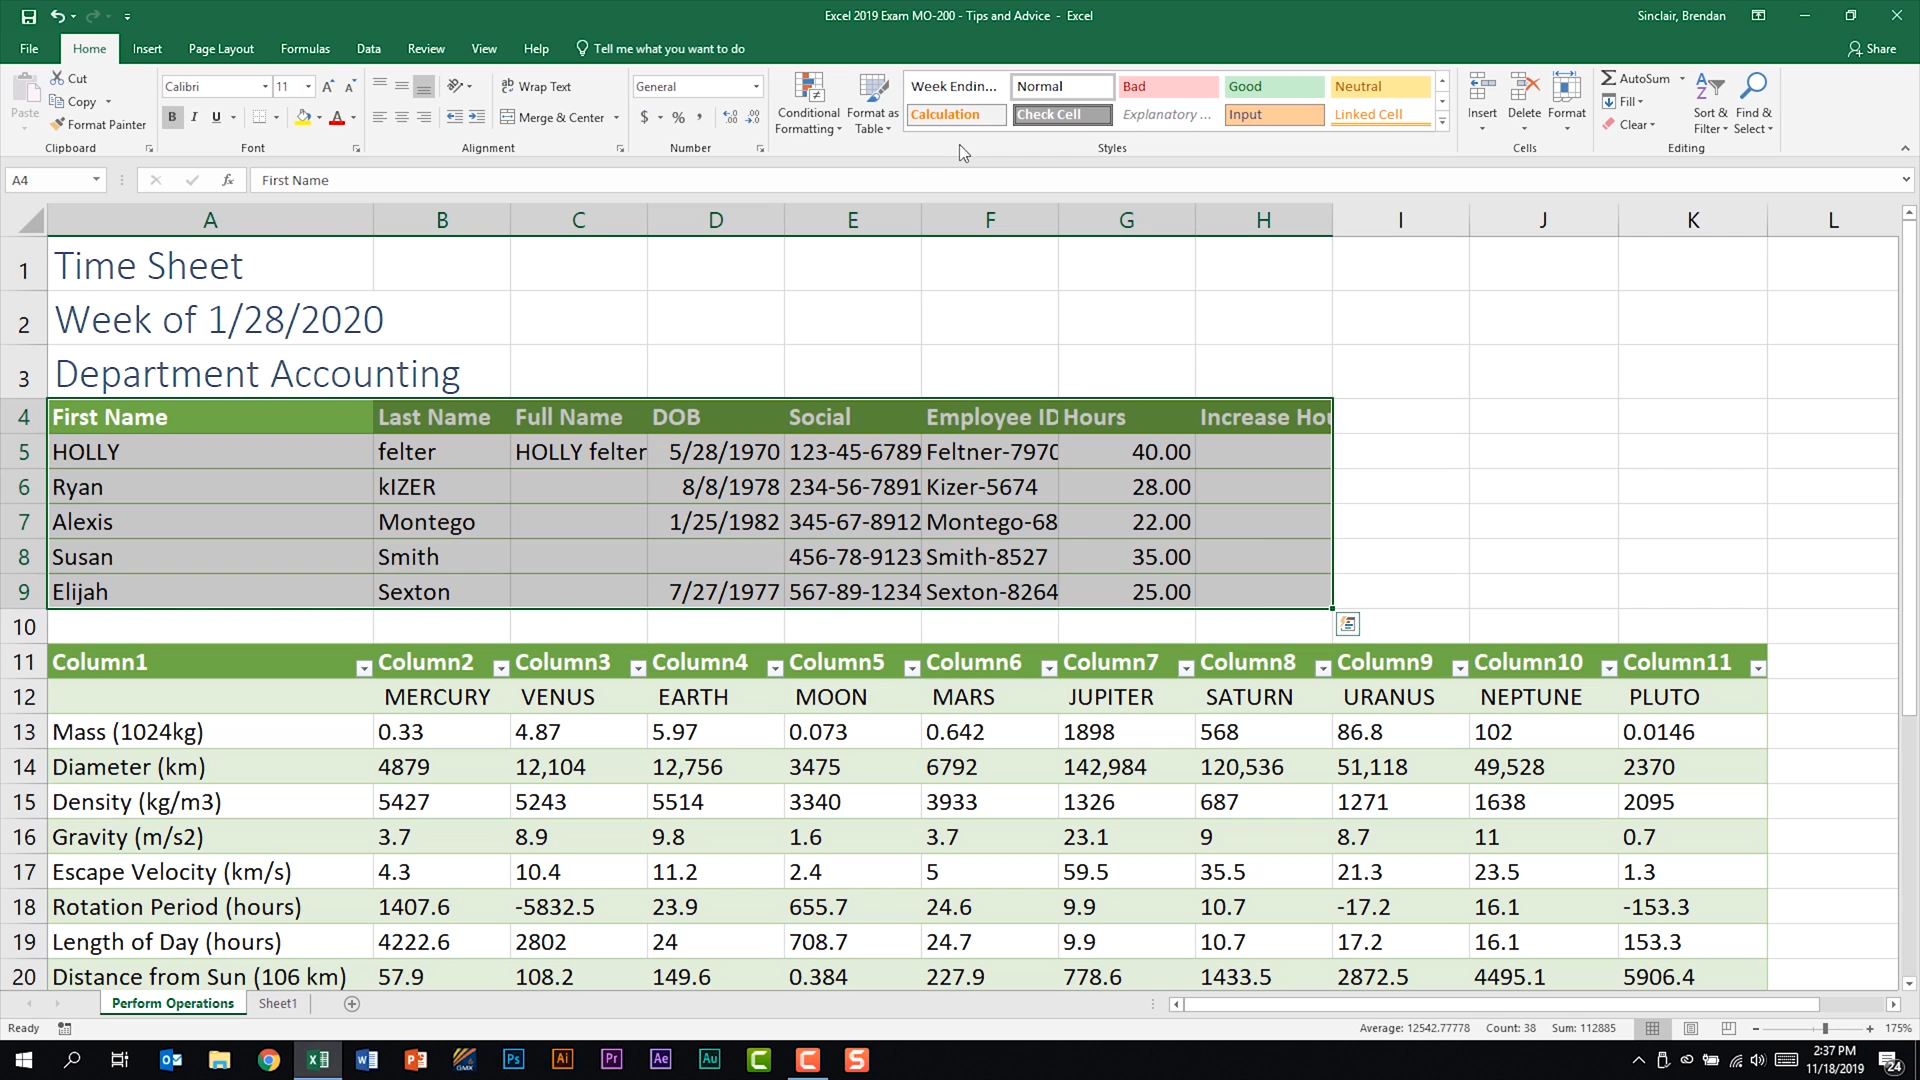 Excel 2019 Exam MO-200 - Tips and Advice - Excel
Sinclair, Brendan
File Home Insert Page Layout Formulas Data Review View Help Tell me what you want to do Share
Paste
Cut
Copy
Format Painter
Clipboard
Calibri 11
B I U
Font
Wrap Text
Merge & Center
Alignment
General
$ % ,
Number
Conditional Formatting
Format as Table
Week Endin... Normal Bad Good Neutral
Calculation Check Cell Explanatory ... Input Linked Cell
Styles
Insert Delete Format
Cells
AutoSum
Fill
Clear
Sort & Filter
Find & Select
Editing
A4 fx First Name
A B C D E F G H I J K L
1 Time Sheet
2 Week of 1/28/2020
3 Department Accounting
4 First Name Last Name Full Name DOB Social Employee ID Hours Increase Hou
5 HOLLY felter HOLLY felter 5/28/1970 123-45-6789 Feltner-7970 40.00
6 Ryan kIZER 8/8/1978 234-56-7891 Kizer-5674 28.00
7 Alexis Montego 1/25/1982 345-67-8912 Montego-68 22.00
8 Susan Smith 456-78-9123 Smith-8527 35.00
9 Elijah Sexton 7/27/1977 567-89-1234 Sexton-8264 25.00
10
11 Column1 Column2 Column3 Column4 Column5 Column6 Column7 Column8 Column9 Column10 Column11
12 MERCURY VENUS EARTH MOON MARS JUPITER SATURN URANUS NEPTUNE PLUTO
13 Mass (1024kg) 0.33 4.87 5.97 0.073 0.642 1898 568 86.8 102 0.0146
14 Diameter (km) 4879 12,104 12,756 3475 6792 142,984 120,536 51,118 49,528 2370
15 Density (kg/m3) 5427 5243 5514 3340 3933 1326 687 1271 1638 2095
16 Gravity (m/s2) 3.7 8.9 9.8 1.6 3.7 23.1 9 8.7 11 0.7
17 Escape Velocity (km/s) 4.3 10.4 11.2 2.4 5 59.5 35.5 21.3 23.5 1.3
18 Rotation Period (hours) 1407.6 -5832.5 23.9 655.7 24.6 9.9 10.7 -17.2 16.1 -153.3
19 Length of Day (hours) 4222.6 2802 24 708.7 24.7 9.9 10.7 17.2 16.1 153.3
20 Distance from Sun (106 km) 57.9 108.2 149.6 0.384 227.9 778.6 1433.5 2872.5 4495.1 5906.4
Perform Operations Sheet1
Ready Average: 12542.77778 Count: 38 Sum: 112885 175%
2:37 PM
11/18/2019
24